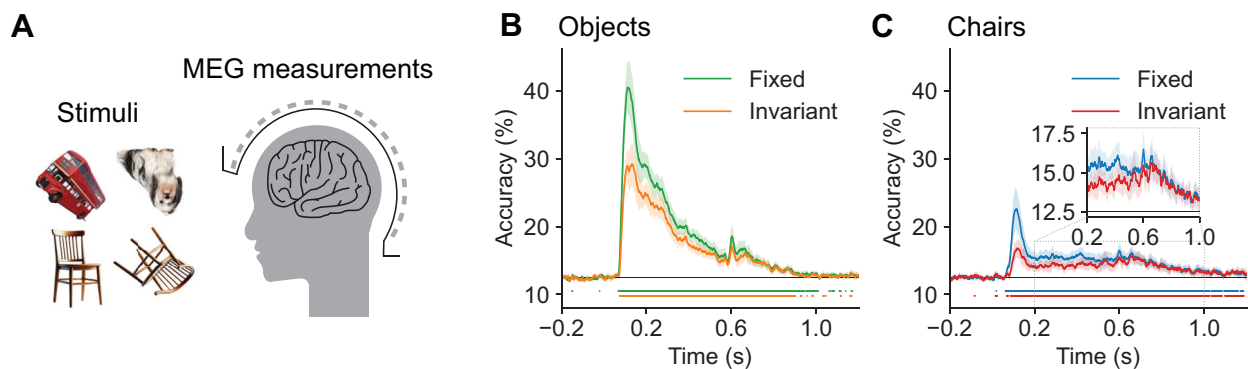 A
MEG measurements
Stimuli
B Objects
Fixed
Invariant
Accuracy (%)
40
30
20
10
−0.2
0.2
0.6
1.0
Time (s)
C Chairs
Fixed
Invariant
Accuracy (%)
40
30
20
10
17.5
15.0
12.5
0.2
0.6
1.0
−0.2
0.2
0.6
1.0
Time (s)